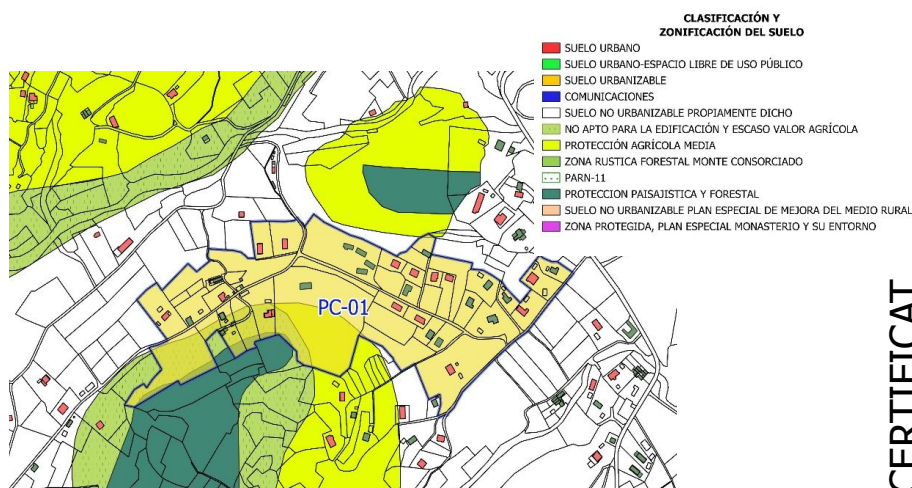 CLASIFICACIÓN Y
ZONIFICACIÓN DEL SUELO
SUELO URBANO
SUELO URBANO-ESPACIO LIBRE DE USO PÚBLICO
SUELO URBANIZABLE
COMUNICACIONES
SUELO NO URBANIZABLE PROPIAMENTE DICHO
NO APTO PARA LA EDIFICACIÓN Y ESCASO VALOR AGRÍCOLA
PROTECCIÓN AGRÍCOLA MEDIA
ZONA RUSTICA FORESTAL MONTE CONSORCIADO
PARN-11
PROTECCION PAISAJISTICA Y FORESTAL
SUELO NO URBANIZABLE PLAN ESPECIAL DE MEJORA DEL MEDIO RURAL
ZONA PROTEGIDA, PLAN ESPECIAL MONASTERIO Y SU ENTORNO
PC-01
CERTIFICAT